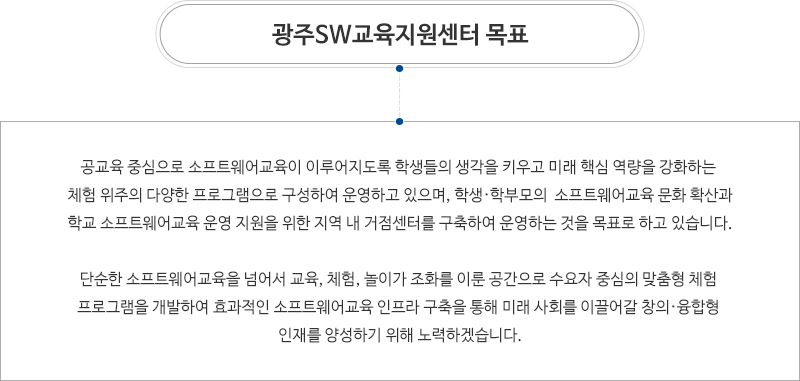 광주SW교육지원센터 목표
공교육 중심으로 소프트웨어교육이 이루어지도록 학생들의 생각을 키우고 미래 핵심 역량을 강화하는
체험 위주의 다양한 프로그램으로 구성하여 운영하고 있으며, 학생·학부모의 소프트웨어교육 문화 확산과
학교 소프트웨어교육 운영 지원을 위한 지역 내 거점센터를 구축하여 운영하는 것을 목표로 하고 있습니다.
단순한 소프트웨어교육을 넘어서 교육, 체험, 놀이가 조화를 이룬 공간으로 수요자 중심의 맞춤형 체험
프로그램을 개발하여 효과적인 소프트웨어교육 인프라 구축을 통해 미래 사회를 이끌어갈 창의·융합형
인재를 양성하기 위해 노력하겠습니다.